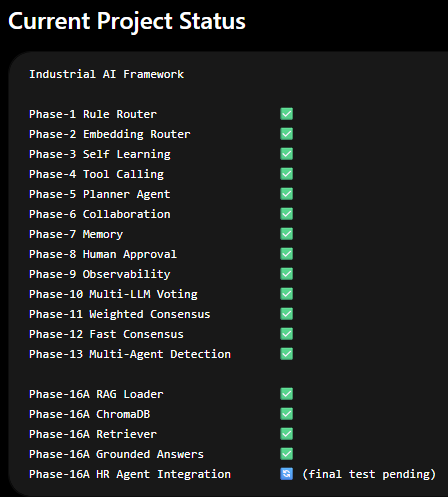 Current Project Status
Industrial AI Framework
Phase-1 Rule Router ✅
Phase-2 Embedding Router ✅
Phase-3 Self Learning ✅
Phase-4 Tool Calling ✅
Phase-5 Planner Agent ✅
Phase-6 Collaboration ✅
Phase-7 Memory ✅
Phase-8 Human Approval ✅
Phase-9 Observability ✅
Phase-10 Multi-LLM Voting ✅
Phase-11 Weighted Consensus ✅
Phase-12 Fast Consensus ✅
Phase-13 Multi-Agent Detection ✅
Phase-16A RAG Loader ✅
Phase-16A ChromaDB ✅
Phase-16A Retriever ✅
Phase-16A Grounded Answers ✅
Phase-16A HR Agent Integration 🔄 (final test pending)